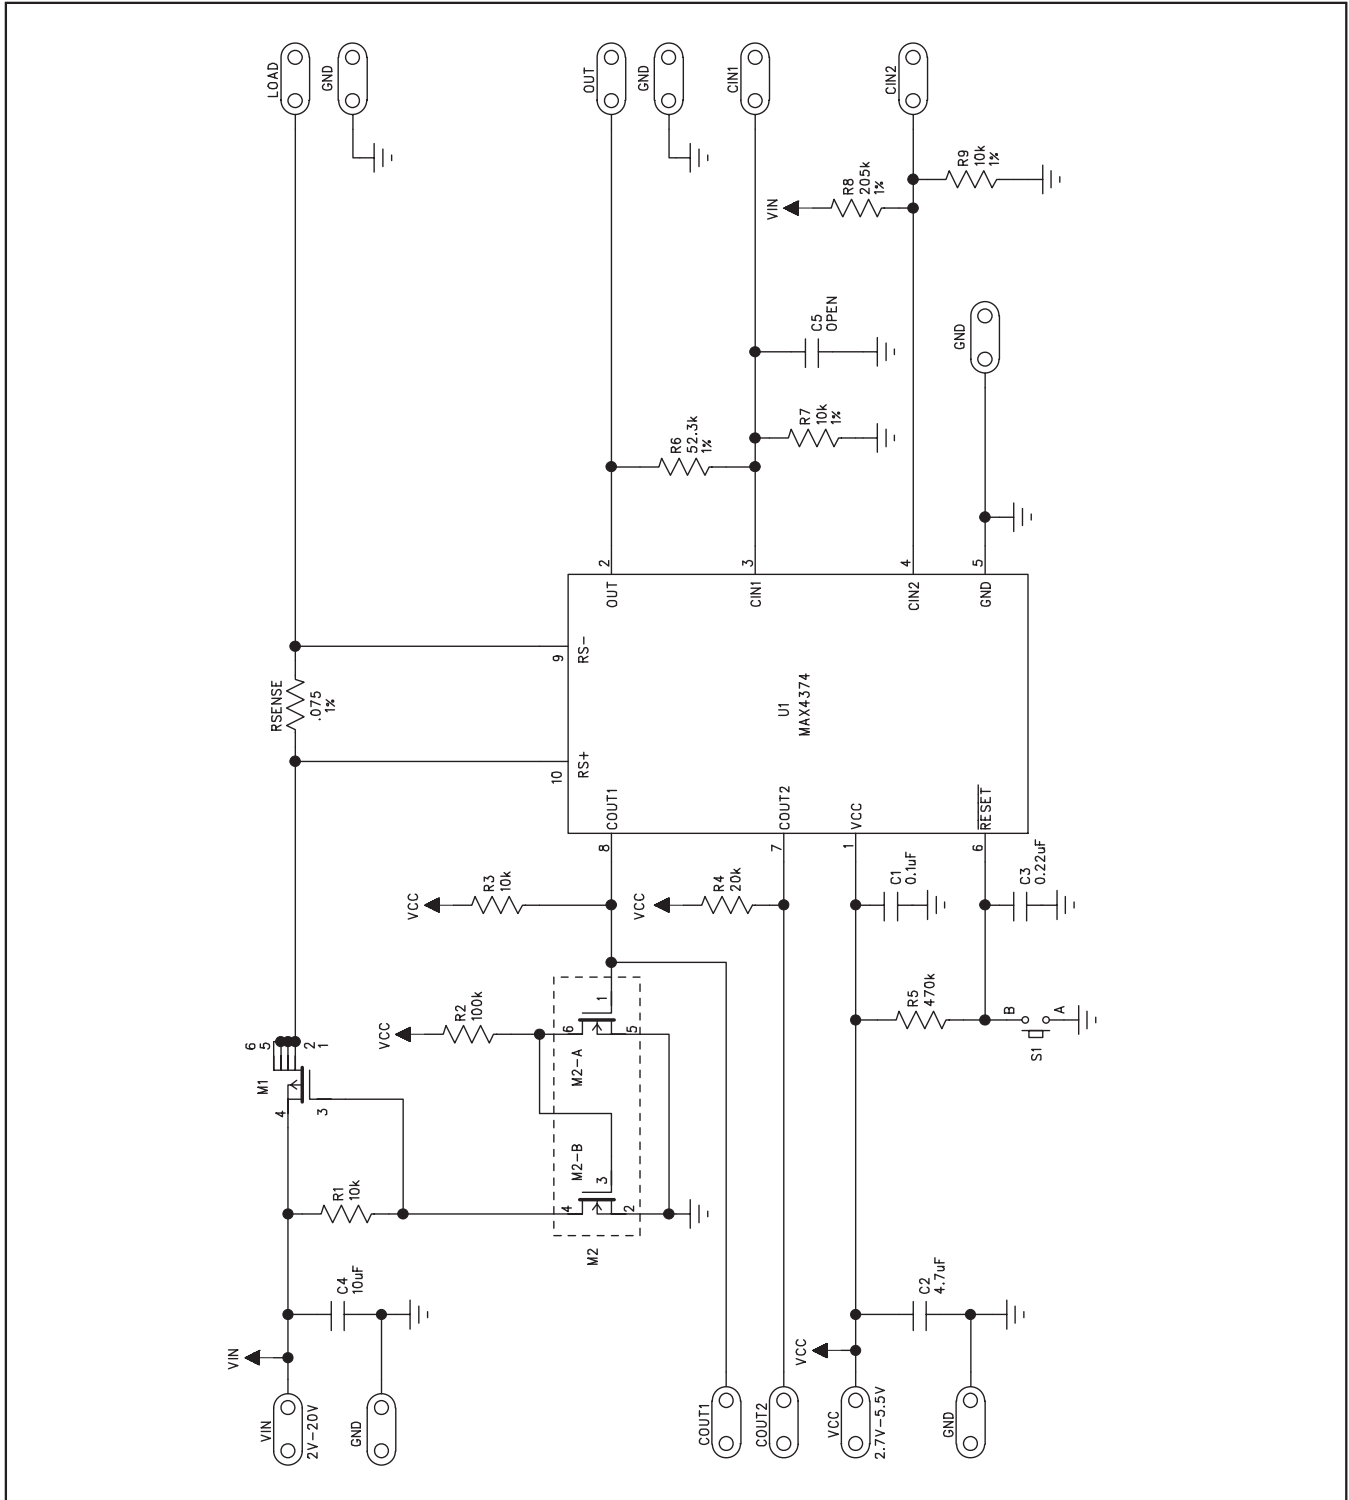 LOAD
GND
OUT
GND
CIN1
CIN2
VIN
R8
205k
1%
R9
10k
1%
C5
OPEN
GND
R6
52.3k
1%
R7
10k
1%
2
3
4
5
OUT
CIN1
CIN2
GND
9
RS-
RSENSE
.075
1%
U1
MAX4374
10
RS+
COUT1
COUT2
VCC
RESET
8
7
1
6
VCC
R3
10k
VCC
R4
20k
C1
0.1uF
C3
0.22uF
VCC
R2
100k
R5
470k
B
A
S1
6
5
2
1
M1
4
3
6
1
5
M2-A
M2-B
3
4
2
M2
R1
10k
C4
10uF
VIN
VIN
2V-20V
GND
COUT1
COUT2
VCC
VCC
2.7V-5.5V
C2
4.7uF
GND